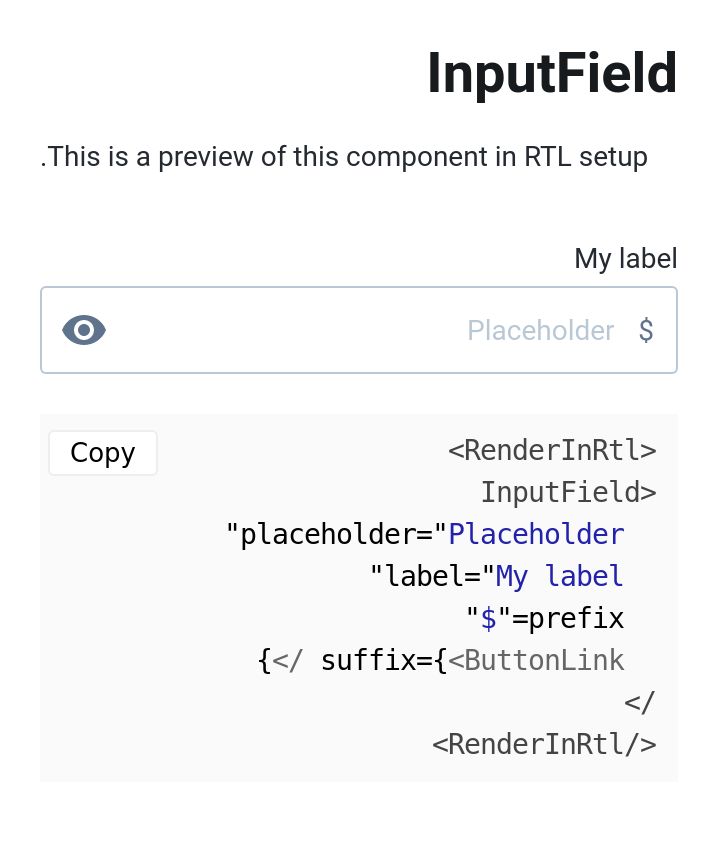 InputField
.This is a preview of this component in RTL setup
My label
Placeholder $
Copy
<RenderInRtl>
InputField>
"placeholder="Placeholder
"label="My label
"$"=prefix
{</ suffix={<ButtonLink
</
<RenderInRtl/>